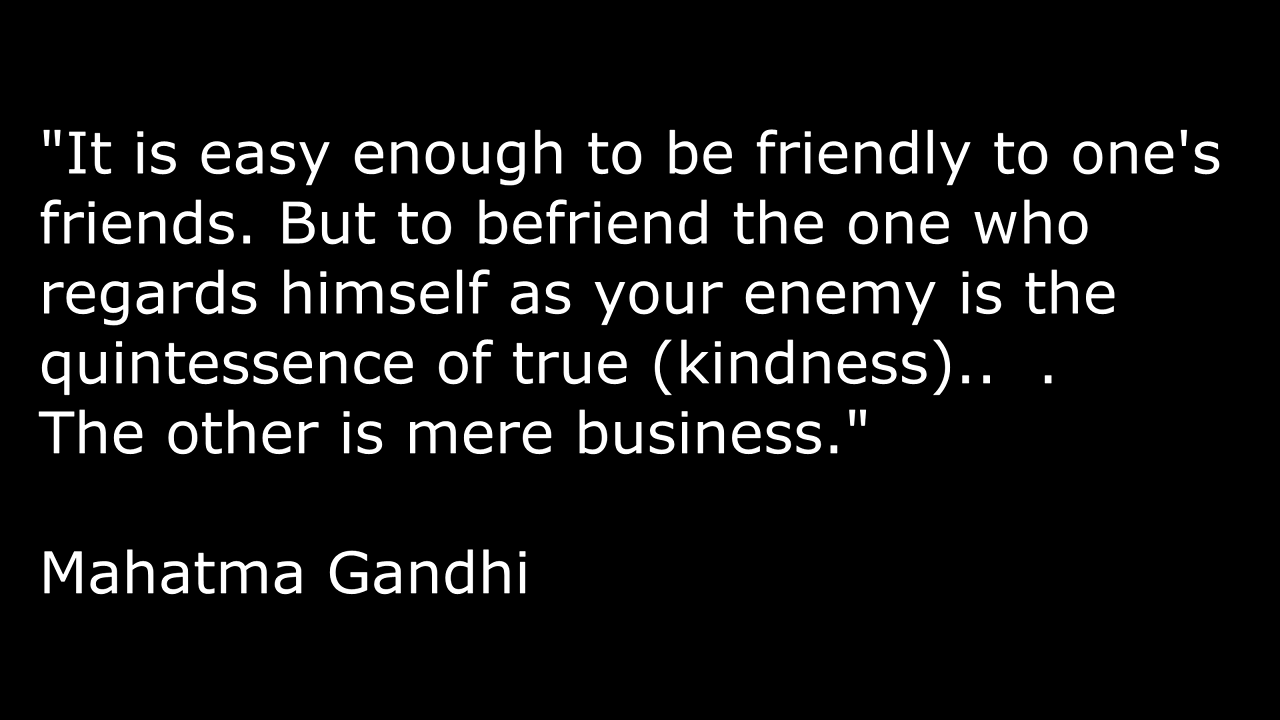 "It is easy enough to be friendly to one's
friends. But to befriend the one who
regards himself as your enemy is the
quintessence of true (kindness)..  .
The other is mere business."
Mahatma Gandhi